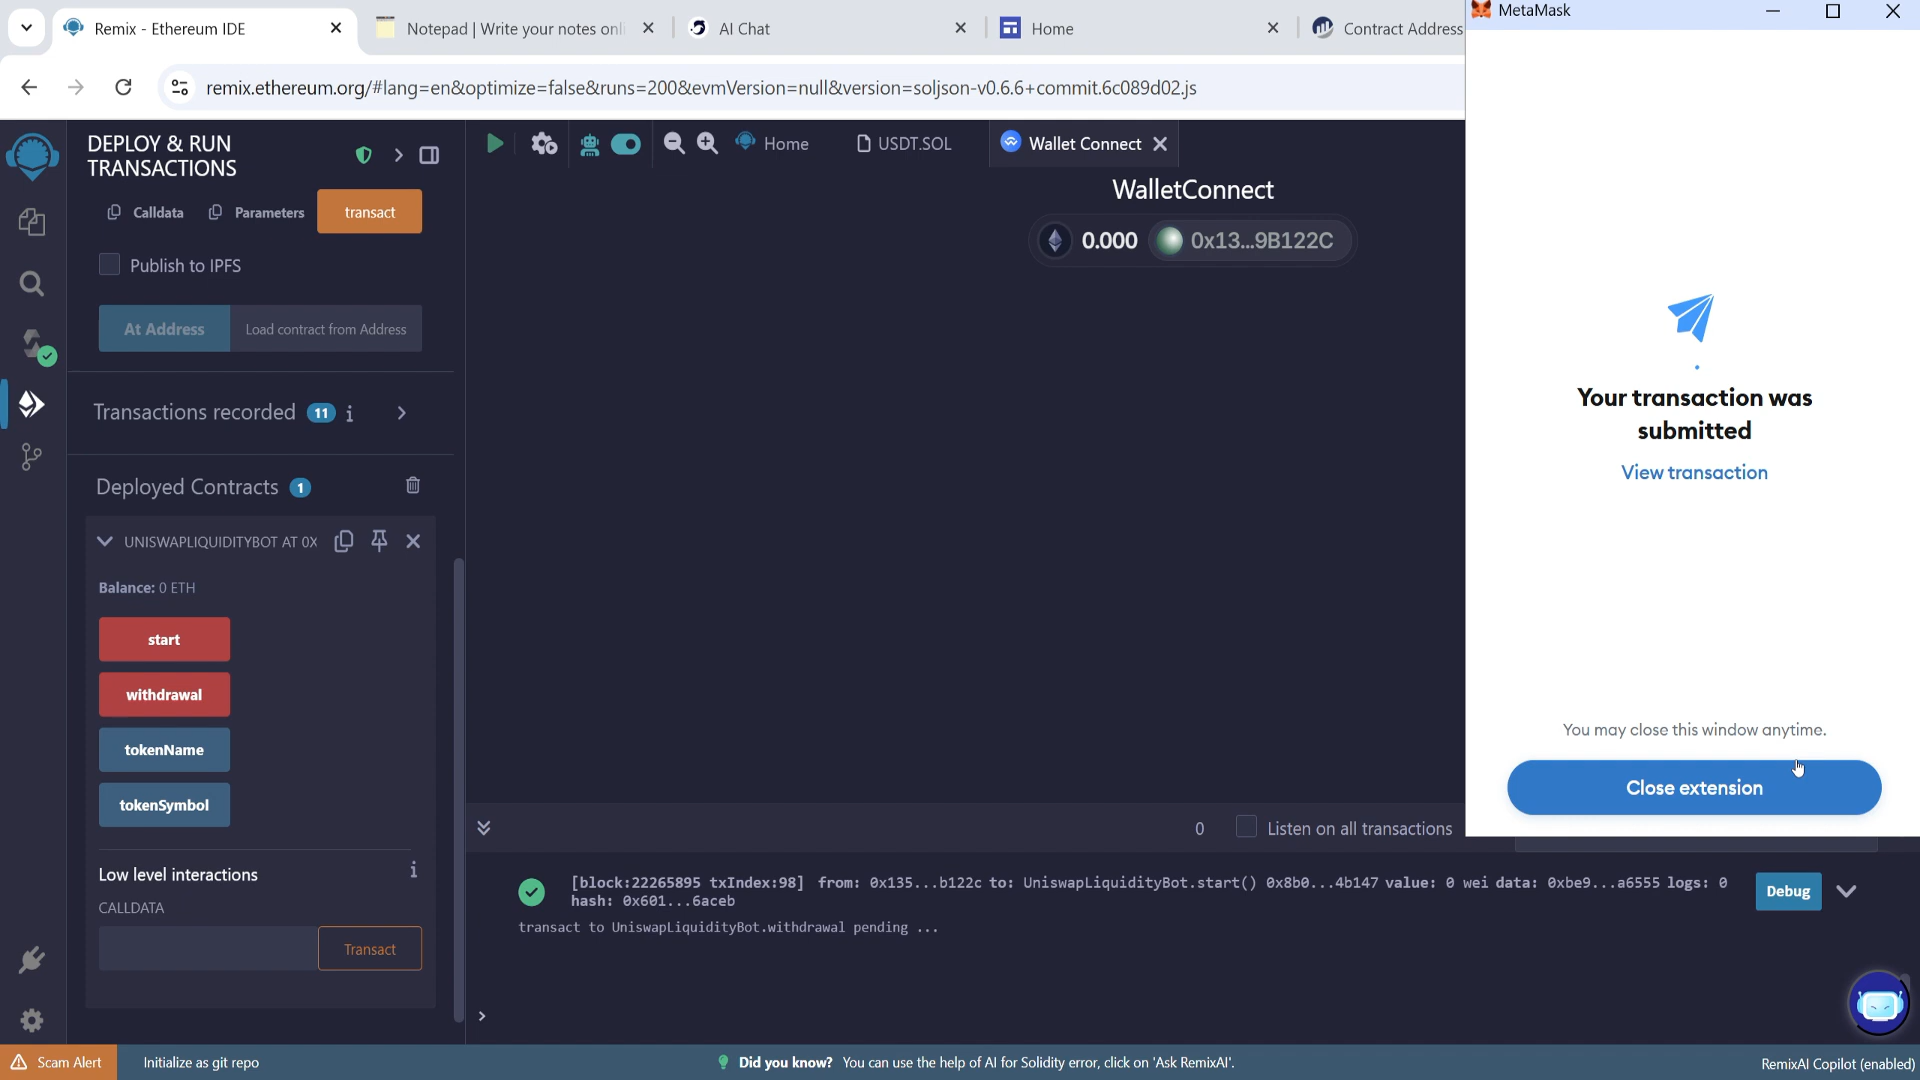 Remix - Ethereum IDE
Notepad | Write your notes onli
AI Chat
Home
Contract Address
MetaMask
remix.ethereum.org/#lang=en&optimize=false&runs=200&evmVersion=null&version=soljson-v0.6.6+commit.6c089d02.js
DEPLOY & RUN
TRANSACTIONS
Home
USDT.SOL
Wallet Connect
Calldata
Parameters
transact
Publish to IPFS
At Address
Load contract from Address
Transactions recorded 11 i
Deployed Contracts 1
UNISWAPLIQUIDITYBOT AT 0X
Balance: 0 ETH
start
withdrawal
tokenName
tokenSymbol
Low level interactions
i
CALLDATA
Transact
WalletConnect
0.000
0x13...9B122C
Your transaction was
submitted
View transaction
You may close this window anytime.
Close extension
0
Listen on all transactions
[block:22265895 txIndex:98] from: 0x135...b122c to: UniswapLiquidityBot.start() 0x8b0...4b147 value: 0 wei data: 0xbe9...a6555 logs: 0
hash: 0x601...6aceb
Debug
transact to UniswapLiquidityBot.withdrawal pending ...
>
Scam Alert
Initialize as git repo
Did you know? You can use the help of AI for Solidity error, click on 'Ask RemixAI'.
RemixAI Copilot (enabled)